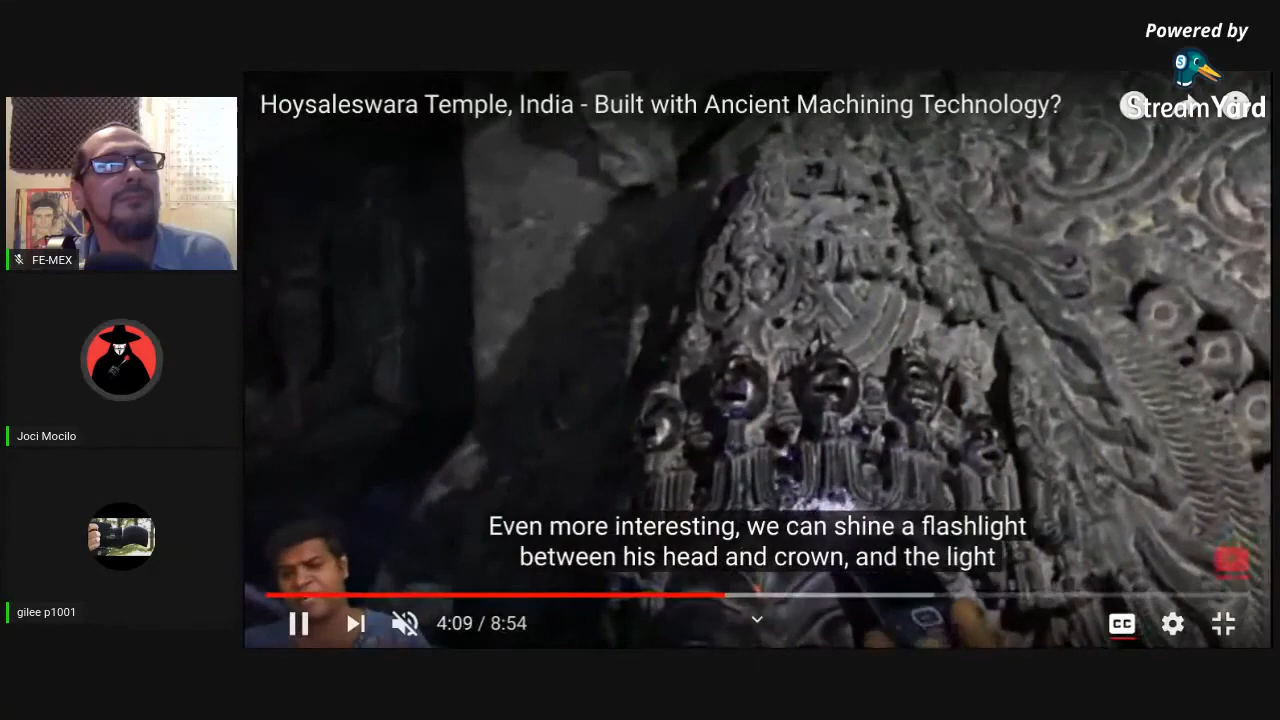 Powered by
StreamYard
Hoysaleswara Temple, India - Built with Ancient Machining Technology?
FE-MEX
Joci Mocilo
gilee p1001
Even more interesting, we can shine a flashlight
between his head and crown, and the light
4:09 / 8:54
CC